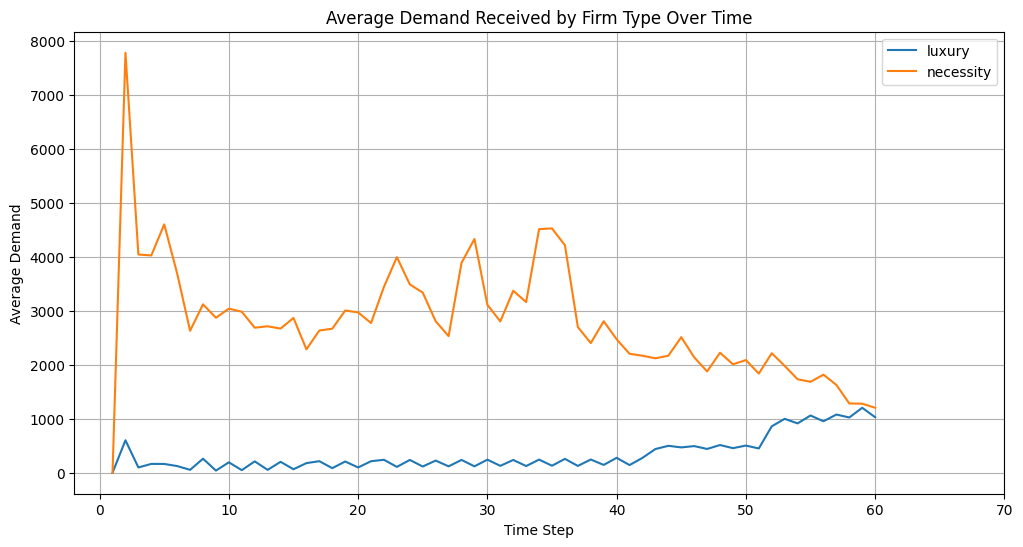 Average Demand Received by Firm Type Over Time
8000
7000
6000
5000
4000
3000
2000
1000
0
Average Demand
luxury
necessity
0 10 20 30 40 50 60 70
Time Step